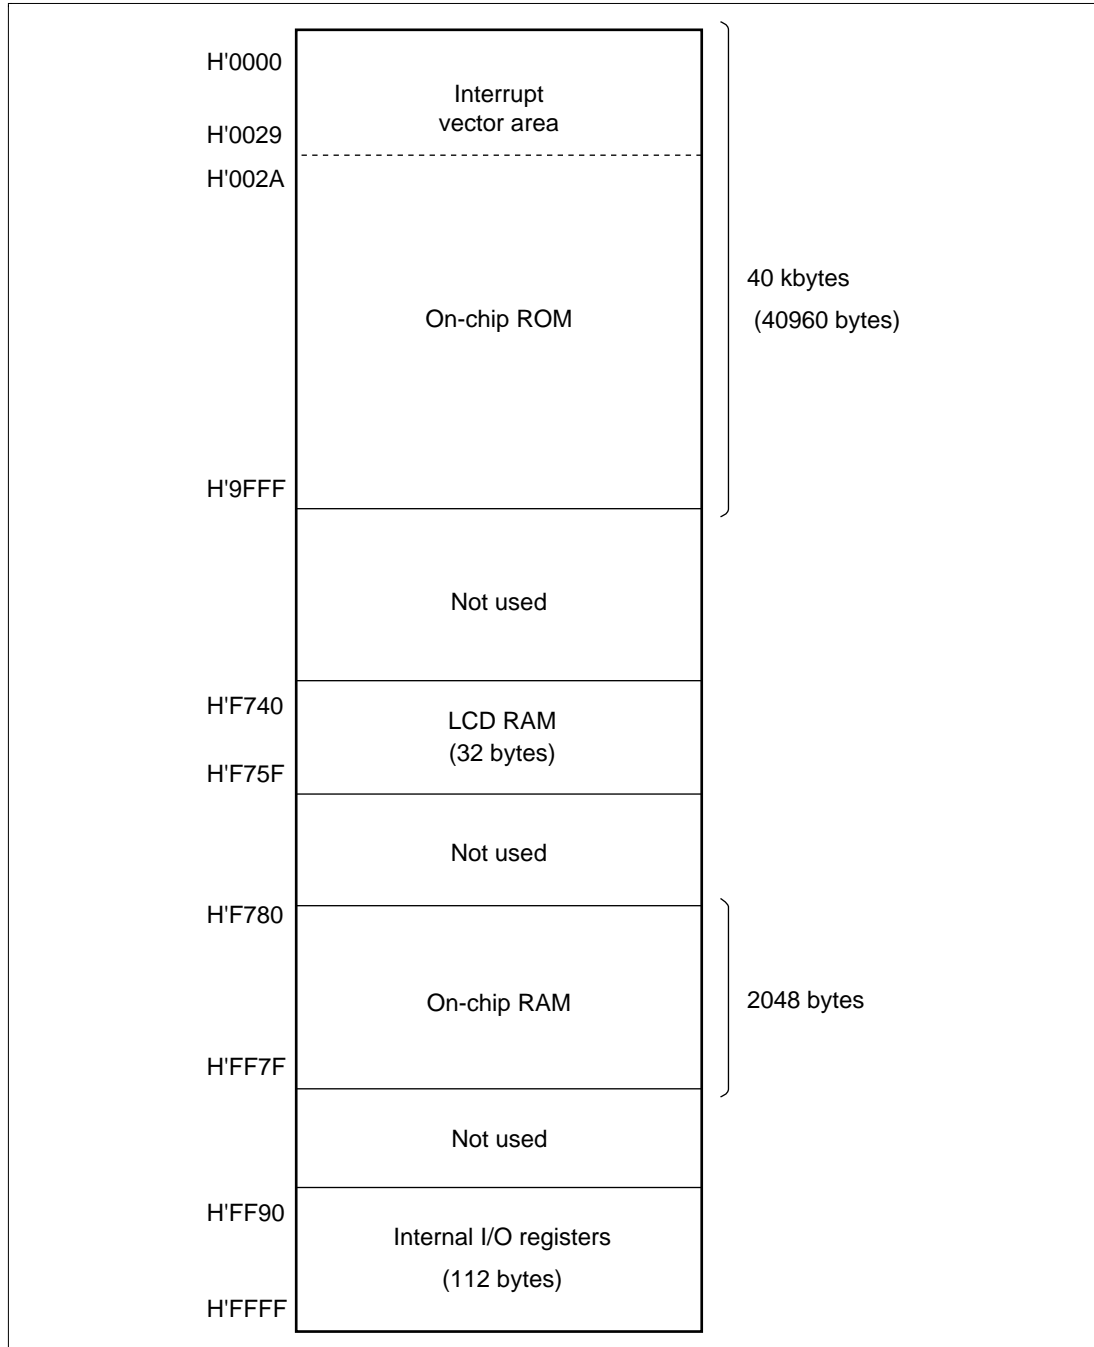 H'0000
Interrupt
vector area
H'0029
H'002A
40 kbytes
(40960 bytes)
On-chip ROM
H'9FFF
Not used
H'F740
LCD RAM
(32 bytes)
H'F75F
Not used
H'F780
On-chip RAM
2048 bytes
H'FF7F
Not used
H'FF90
Internal I/O registers
(112 bytes)
H'FFFF